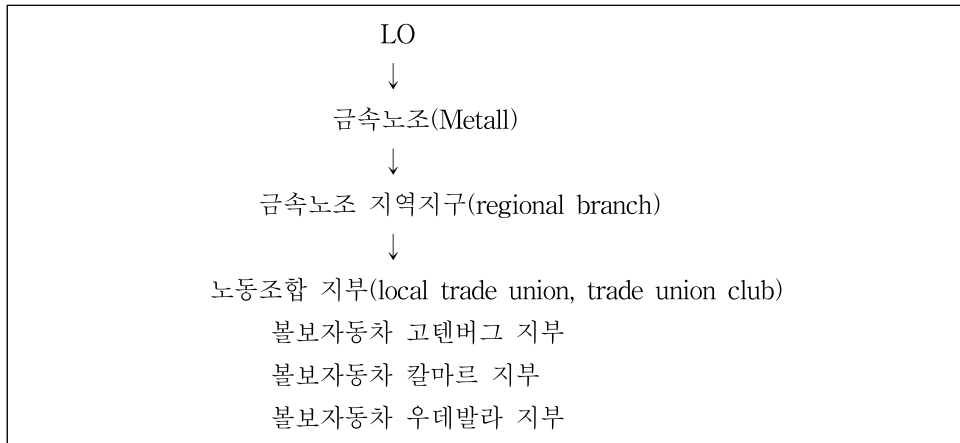 LO
↓
금속노조(Metall)
↓
금속노조 지역지구(regional branch)
↓
노동조합 지부(local trade union, trade union club)
볼보자동차 고텐버그 지부
볼보자동차 칼마르 지부
볼보자동차 우데발라 지부